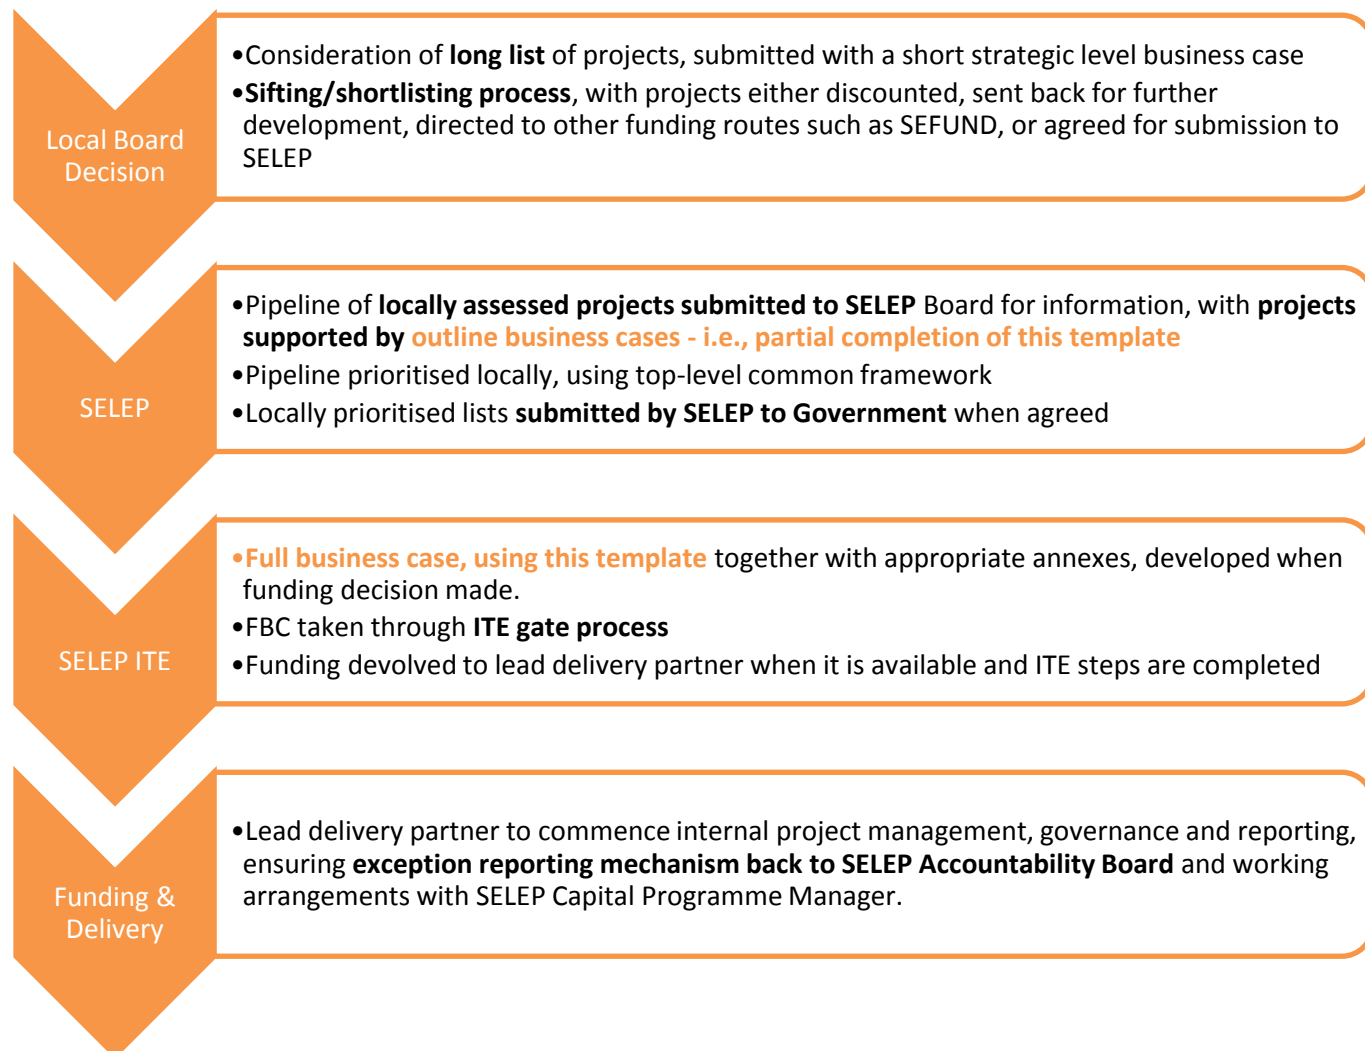 Local Board
Decision
•Consideration of long list of projects, submitted with a short strategic level business case
•Sifting/shortlisting process, with projects either discounted, sent back for further
development, directed to other funding routes such as SEFUND, or agreed for submission to
SELEP
SELEP
•Pipeline of locally assessed projects submitted to SELEP Board for information, with projects
supported by outline business cases - i.e., partial completion of this template
•Pipeline prioritised locally, using top-level common framework
•Locally prioritised lists submitted by SELEP to Government when agreed
SELEP ITE
•Full business case, using this template together with appropriate annexes, developed when
funding decision made.
•FBC taken through ITE gate process
•Funding devolved to lead delivery partner when it is available and ITE steps are completed
Funding &
Delivery
•Lead delivery partner to commence internal project management, governance and reporting,
ensuring exception reporting mechanism back to SELEP Accountability Board and working
arrangements with SELEP Capital Programme Manager.